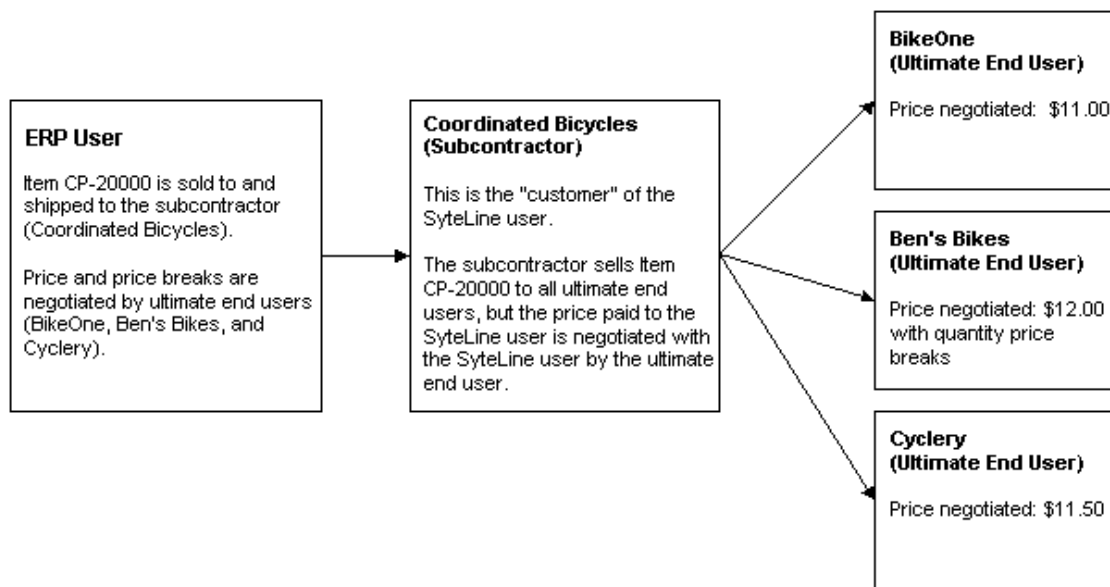 ERP User
Item CP-20000 is sold to and
shipped to the subcontractor
(Coordinated Bicycles).
Price and price breaks are
negotiated by ultimate end users
(BikeOne, Ben's Bikes, and
Cyclery).
Coordinated Bicycles
(Subcontractor)
This is the "customer" of the
SyteLine user.
The subcontractor sells Item
CP-20000 to all ultimate end
users, but the price paid to the
SyteLine user is negotiated with
the SyteLine user by the ultimate
end user.
BikeOne
(Ultimate End User)
Price negotiated:  $11.00
Ben's Bikes
(Ultimate End User)
Price negotiated: $12.00
with quantity price
breaks
Cyclery
(Ultimate End User)
Price negotiated: $11.50